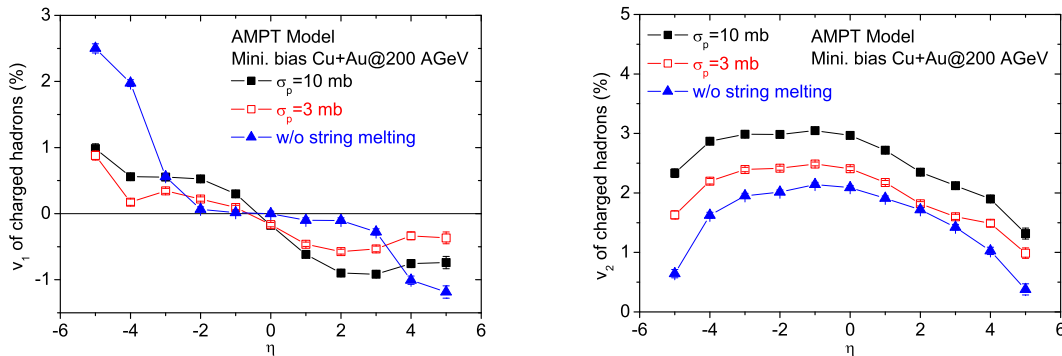 AMPT Model
Mini. bias Cu+Au@200 AGeV
σp=10 mb
σp=3 mb
w/o string melting
v1 of charged hadrons (%)
3
2
1
0
-1
-6 -4 -2 0 2 4 6
η
AMPT Model
σp=10 mb
Mini. bias Cu+Au@200 AGeV
σp=3 mb
w/o string melting
v2 of charged hadrons (%)
5
4
3
2
1
0
-6 -4 -2 0 2 4 6
η